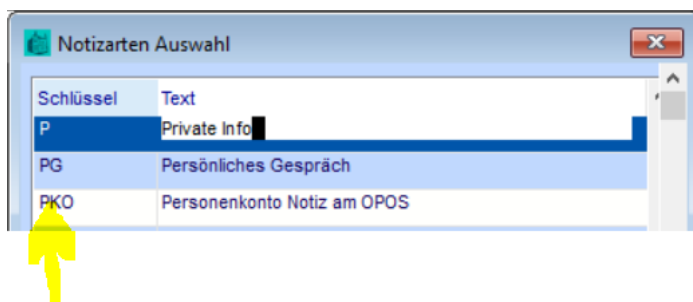 Notizarten Auswahl
Schlüssel Text
P Private Info
PG Persönliches Gespräch
PKO Personenkonto Notiz am OPOS